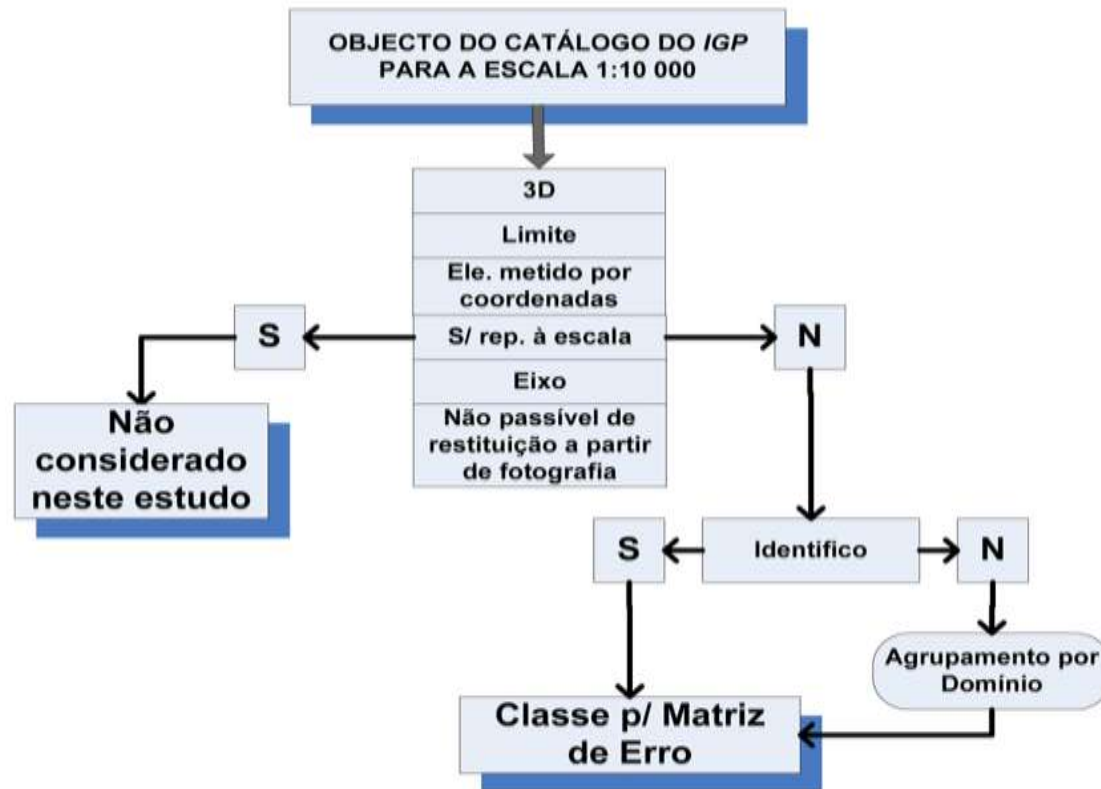 OBJECTO DO CATÁLOGO DO IGP
PARA A ESCALA 1:10 000
3D
Limite
Ele. metido por
coordenadas
S/ rep. à escala
Eixo
Não passível de
restituição a partir
de fotografia
S
N
Não
considerado
neste estudo
S
Identifico
N
Agrupamento por
Domínio
Classe p/ Matriz
de Erro